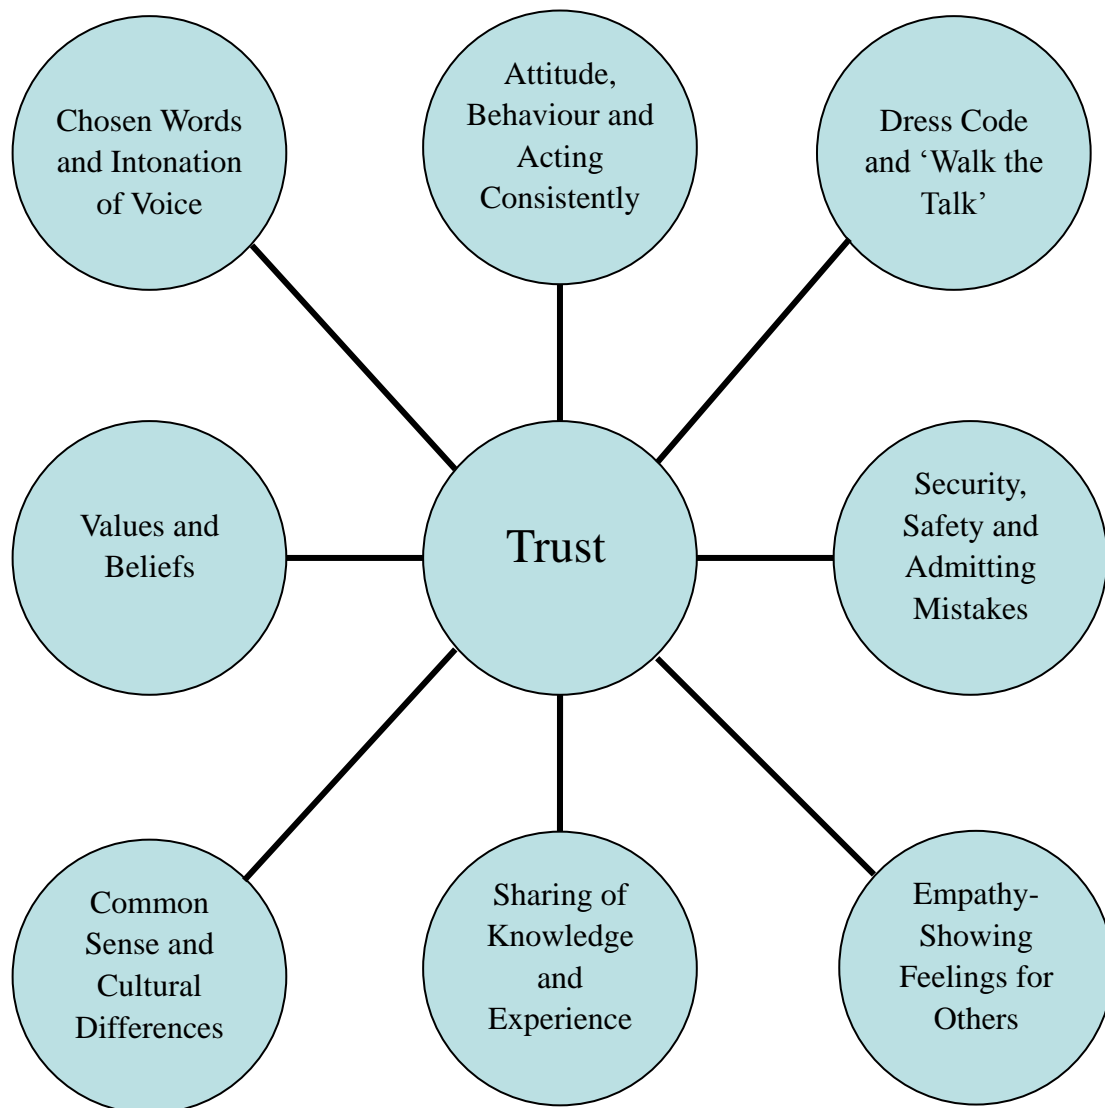 Chosen Words
and Intonation
of Voice
Attitude,
Behaviour and
Acting
Consistently
Dress Code
and ‘Walk the
Talk’
Values and
Beliefs
Trust
Security,
Safety and
Admitting
Mistakes
Common
Sense and
Cultural
Differences
Sharing of
Knowledge
and
Experience
Empathy-
Showing
Feelings for
Others